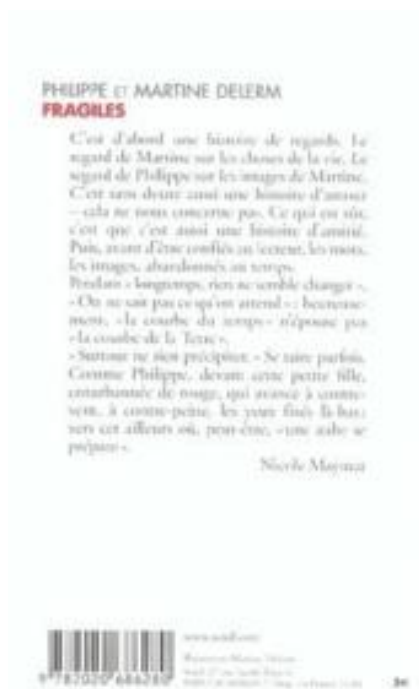 PHILIPPE ET MARTINE DELERM
FRAGILES
C'est d'abord une histoire de regards. Le
regard de Martine sur les choses de la vie. Le
regard de Philippe sur les images de Martine.
C'est sans doute aussi une histoire d'amour
– cela ne nous concerne pas. Ce qui est sûr,
c'est que c'est aussi une histoire d'amitié.
Puis, avant d'être confiés au lecteur, les mots,
les images, abandonnés au temps.
Pendant « longtemps, rien ne semble changer ».
« On ne sait pas ce qu'on attend » ; heureuse-
ment, « la courbe du temps » n'épouse pas
« la courbe de la Terre ».
« Surtout ne rien précipiter. » Se taire parfois.
Comme Philippe, devant cette petite fille,
enturbannée de rouge, qui avance à contre-
vent, à contre-peine, les yeux fixés là-bas :
vers cet ailleurs où, peut-être, « une aube se
prépare ».
Nicole
www.seuil.com
9 782020 686280